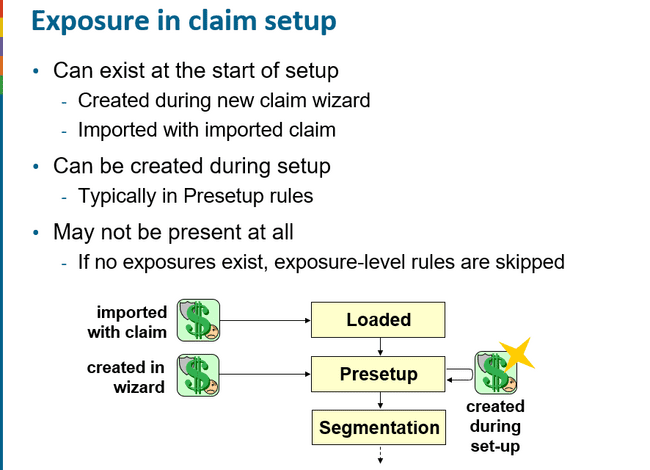 Exposure in claim setup
• Can exist at the start of setup
- Created during new claim wizard
- Imported with imported claim
• Can be created during setup
- Typically in Presetup rules
• May not be present at all
- If no exposures exist, exposure-level rules are skipped
imported
with claim
Loaded
created in
wizard
Presetup
created
during
set-up
Segmentation